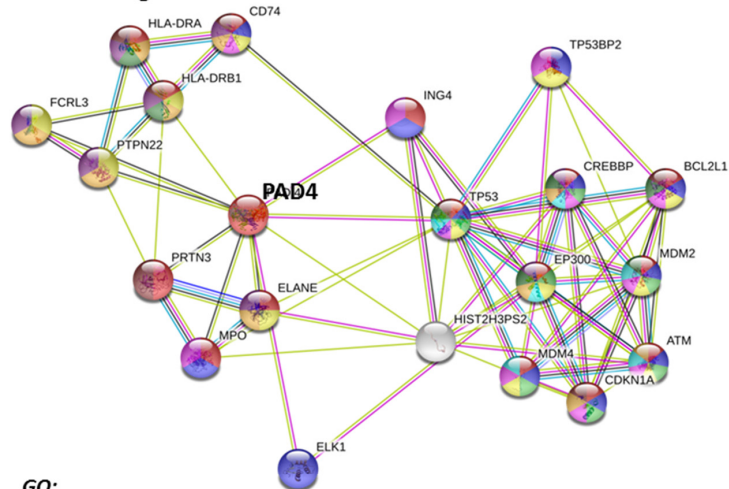 CD74
HLA-DRA
TP53BP2
HLA-DRB1
ING4
FCRL3
PTPN22
CREBBP
BCL2L1
PAD4
TP53
PRTN3
EP300
MDM2
ELANE
HIST2H3PS2
MPO
MDM4
ATM
CDKN1A
ELK1
GO: